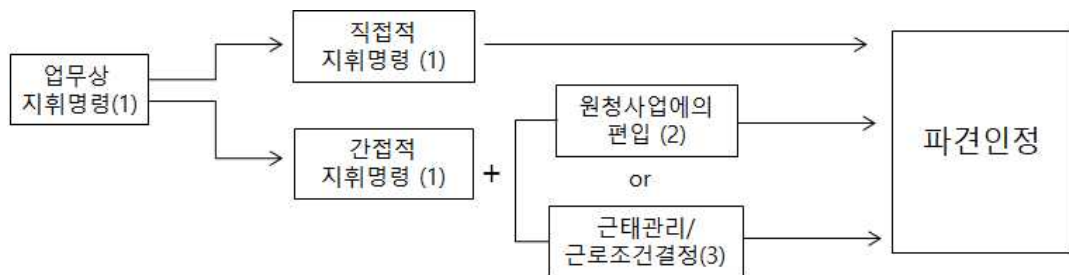 업무상
지휘명령(1)
직접적
지휘명령 (1)
간접적
지휘명령 (1)
+
원청사업에의
편입 (2)
or
근태관리/
근로조건결정(3)
파견인정